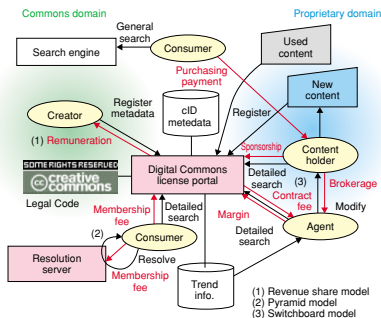 Commons domain
Proprietary domain
General
search
Search engine
Consumer
Used
content
Purchasing
payment
New
content
Creator
Register
metadata
cID
metedata
Register
(1) Remuneration
Sponsorship
Content
holder
SOME RIGHTS RESERVED
cc creative
commons
Digital Commons
license portal
Detailed
search
(3)
Brokerage
Legal Code
Contract
fee
Modify
Membership
fee
Detailed
search
Margin
Detailed
search
Agent
(2)
Consumer
Resolve
Resolution
server
Membership
fee
Trend
info.
(1) Revenue share model
(2) Pyramid model
(3) Switchboard model